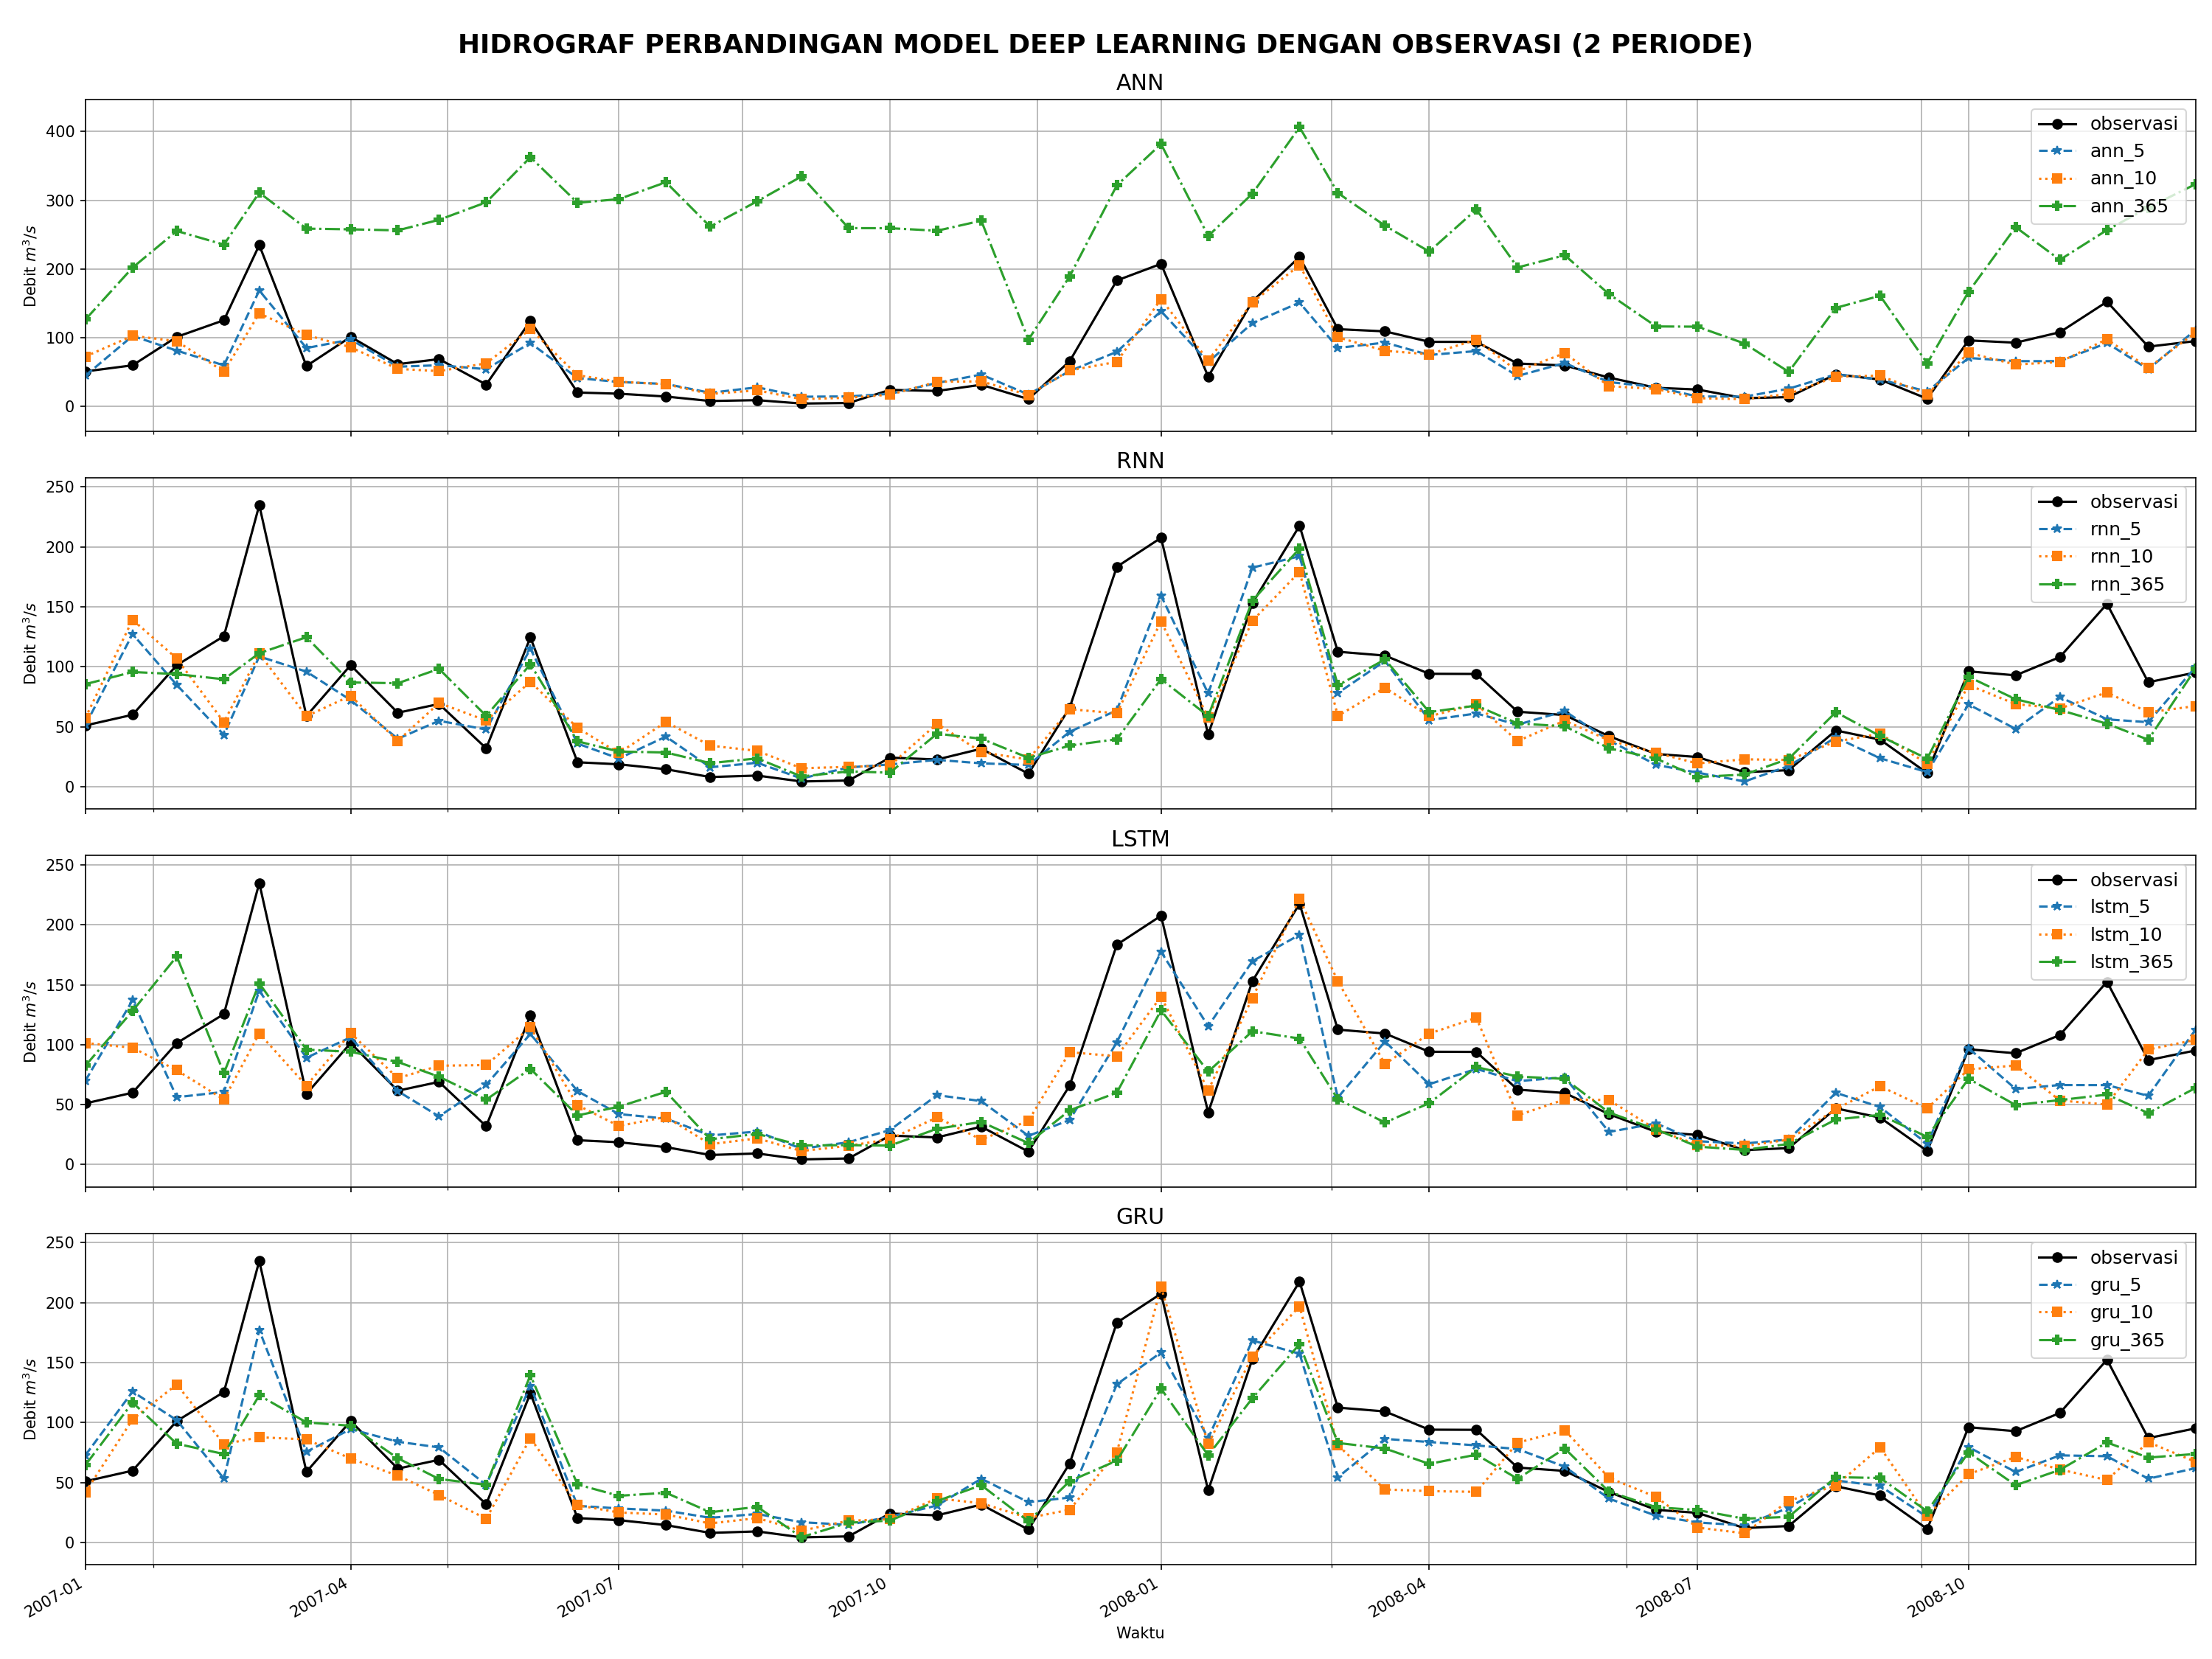 HIDROGRAF PERBANDINGAN MODEL DEEP LEARNING DENGAN OBSERVASI (2 PERIODE)
ANN
400
300
200
100
0
Debit m³/s
observasi
ann_5
ann_10
ann_365
RNN
250
200
150
100
50
0
Debit m³/s
observasi
rnn_5
rnn_10
rnn_365
LSTM
250
200
150
100
50
0
Debit m³/s
observasi
lstm_5
lstm_10
lstm_365
GRU
250
200
150
100
50
0
Debit m³/s
observasi
gru_5
gru_10
gru_365
2007-01
2007-04
2007-07
2007-10
2008-01
2008-04
2008-07
2008-10
Waktu